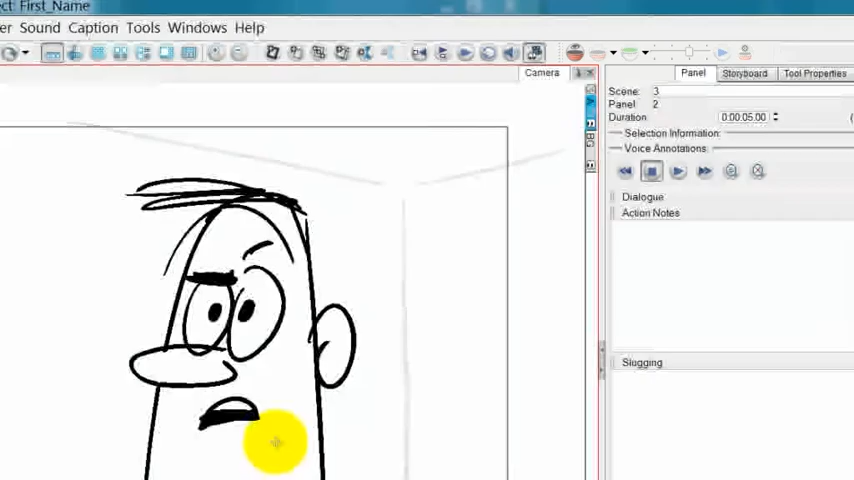 ect: First_Name
er Sound Caption Tools Windows Help
Camera
Panel Storyboard Tool Properties
Scene: 3
Panel 2
Duration 0:00:05:00
Selection Information:
Voice Annotations:
Dialogue
Action Notes
Slugging
BG